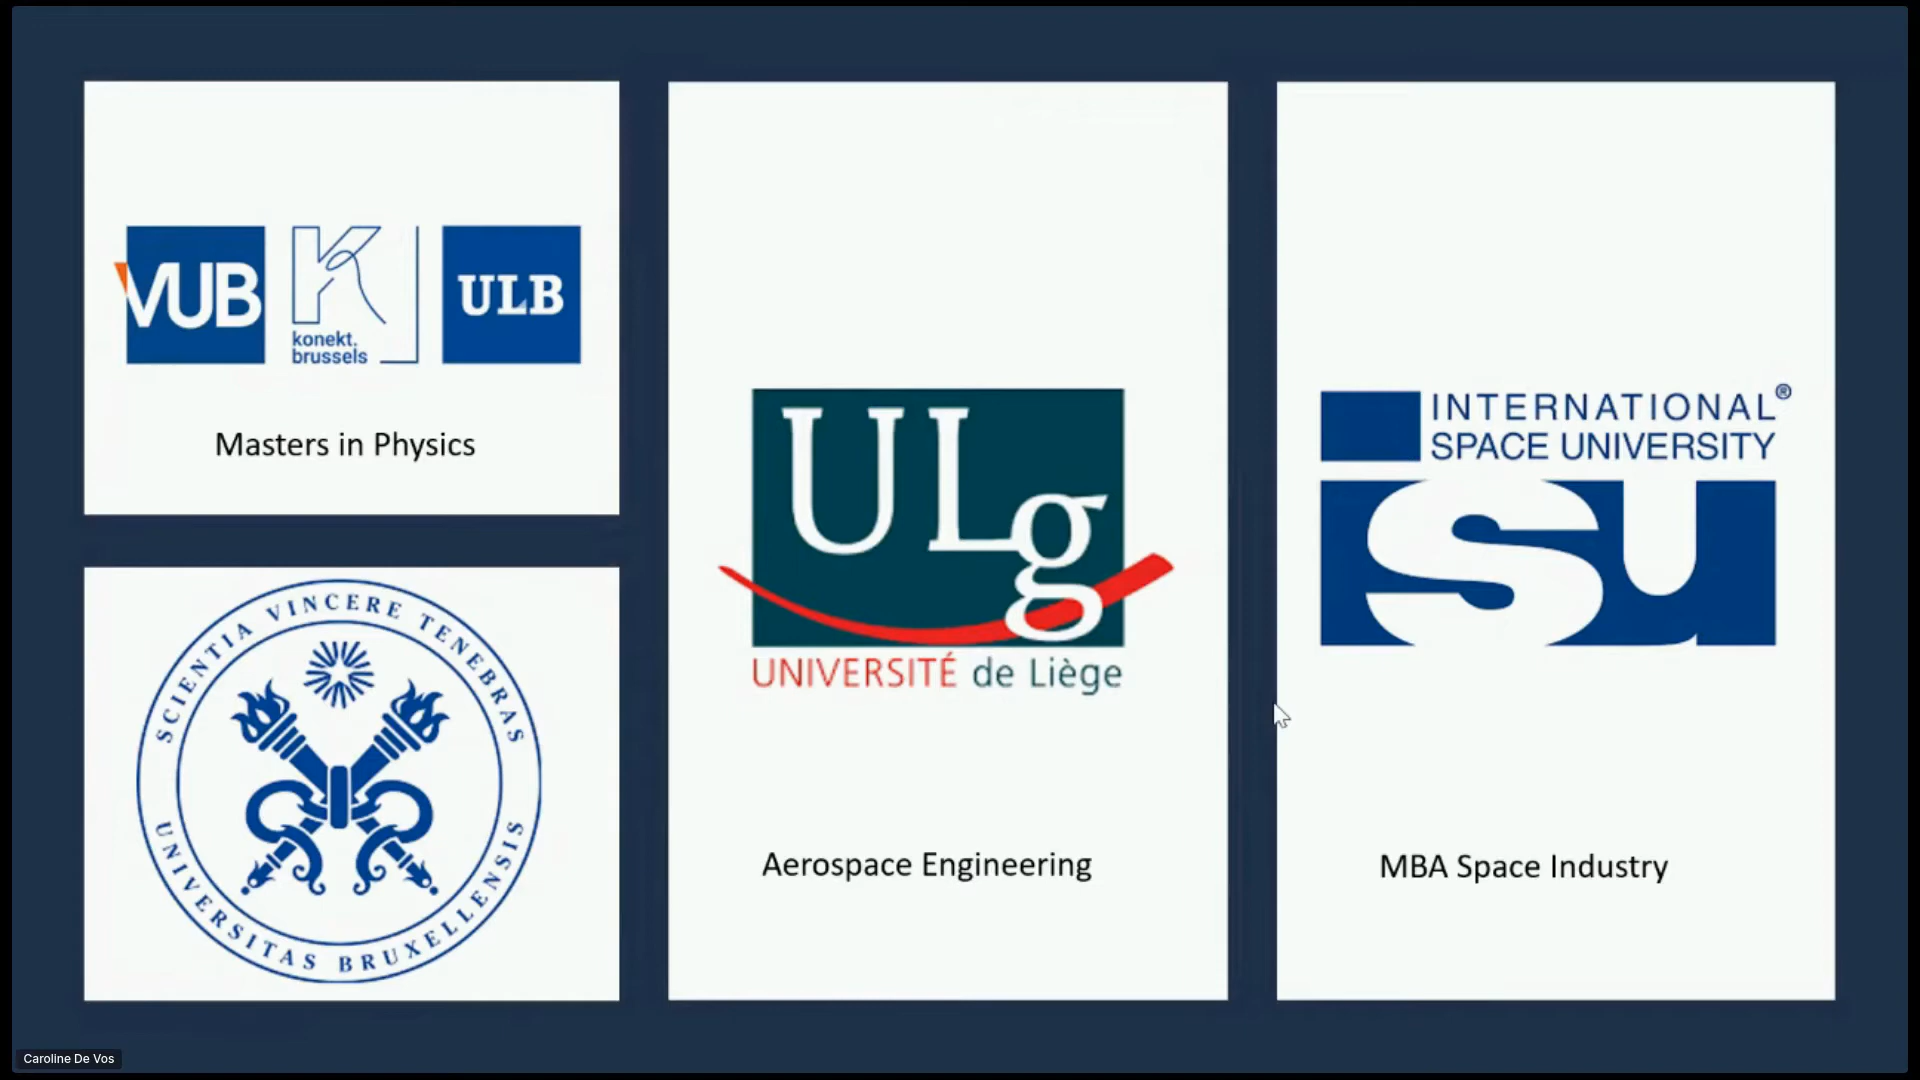 VUB
K
konekt.
brussels
ULB
Masters in Physics
SCIENTIA VINCERE TENEBRAS
UNIVERSITAS BRUXELLENSIS
ULg
UNIVERSITÉ de Liège
Aerospace Engineering
INTERNATIONAL®
SPACE UNIVERSITY
isu
MBA Space Industry
Caroline De Vos